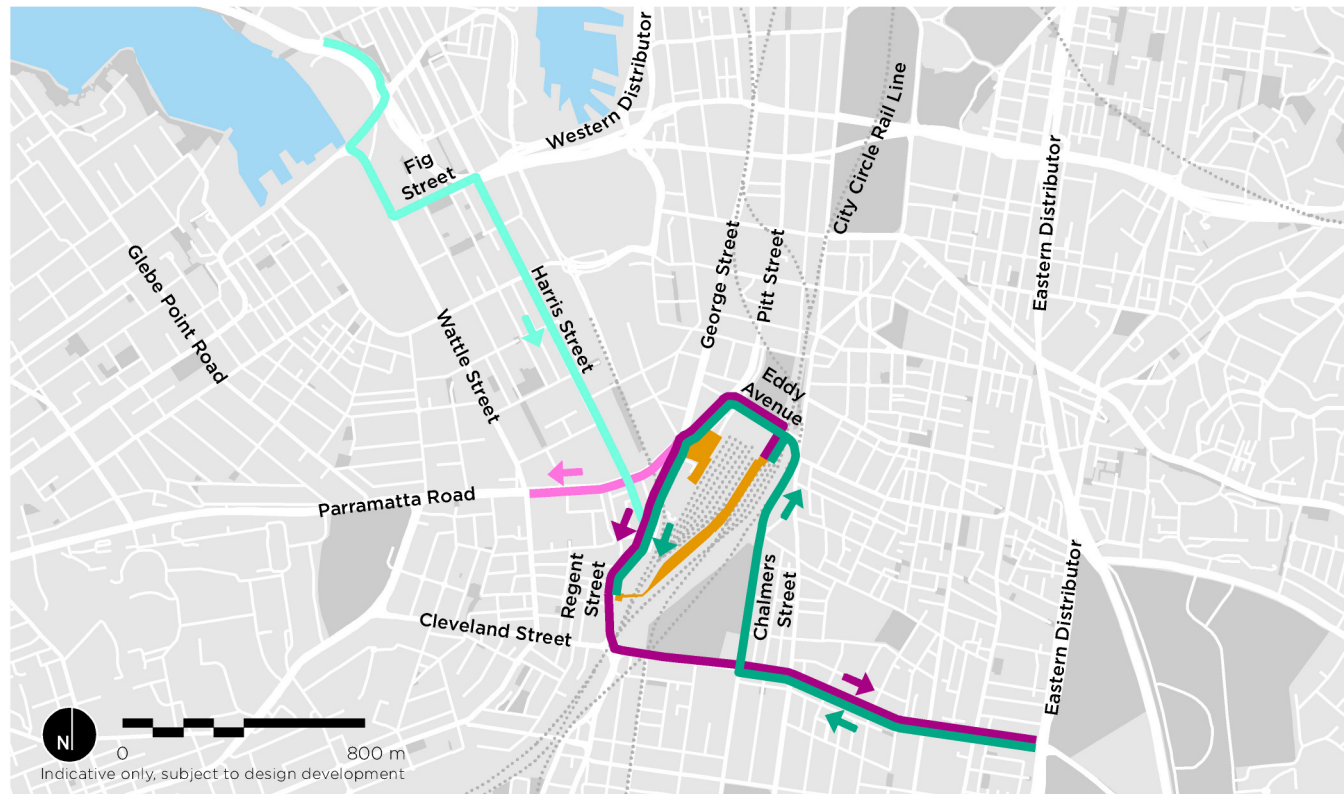 Western Distributor
Fig
Street
City Circle Rail Line
Eastern Distributor
Glebe Point Road
Harris Street
George Street
Pitt Street
Wattle Street
Eddy
Avenue
Parramatta Road
Regent
Street
Chalmers
Street
Cleveland Street
Eastern Distributor
N
0
800 m
Indicative only, subject to design development